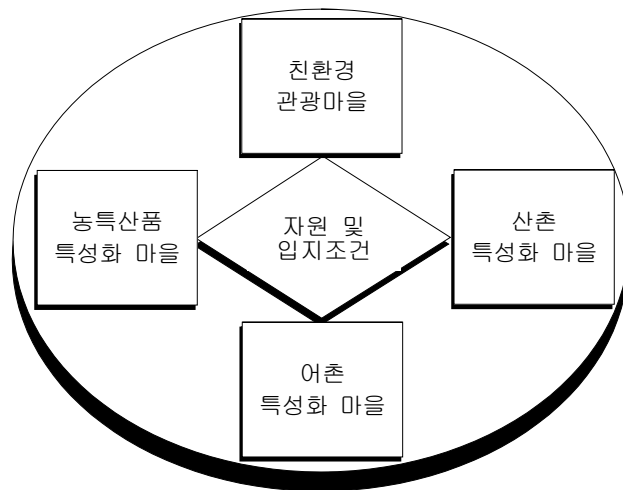 친환경
관광마을
농특산품
특성화 마을
자원 및
입지조건
산촌
특성화 마을
어촌
특성화 마을